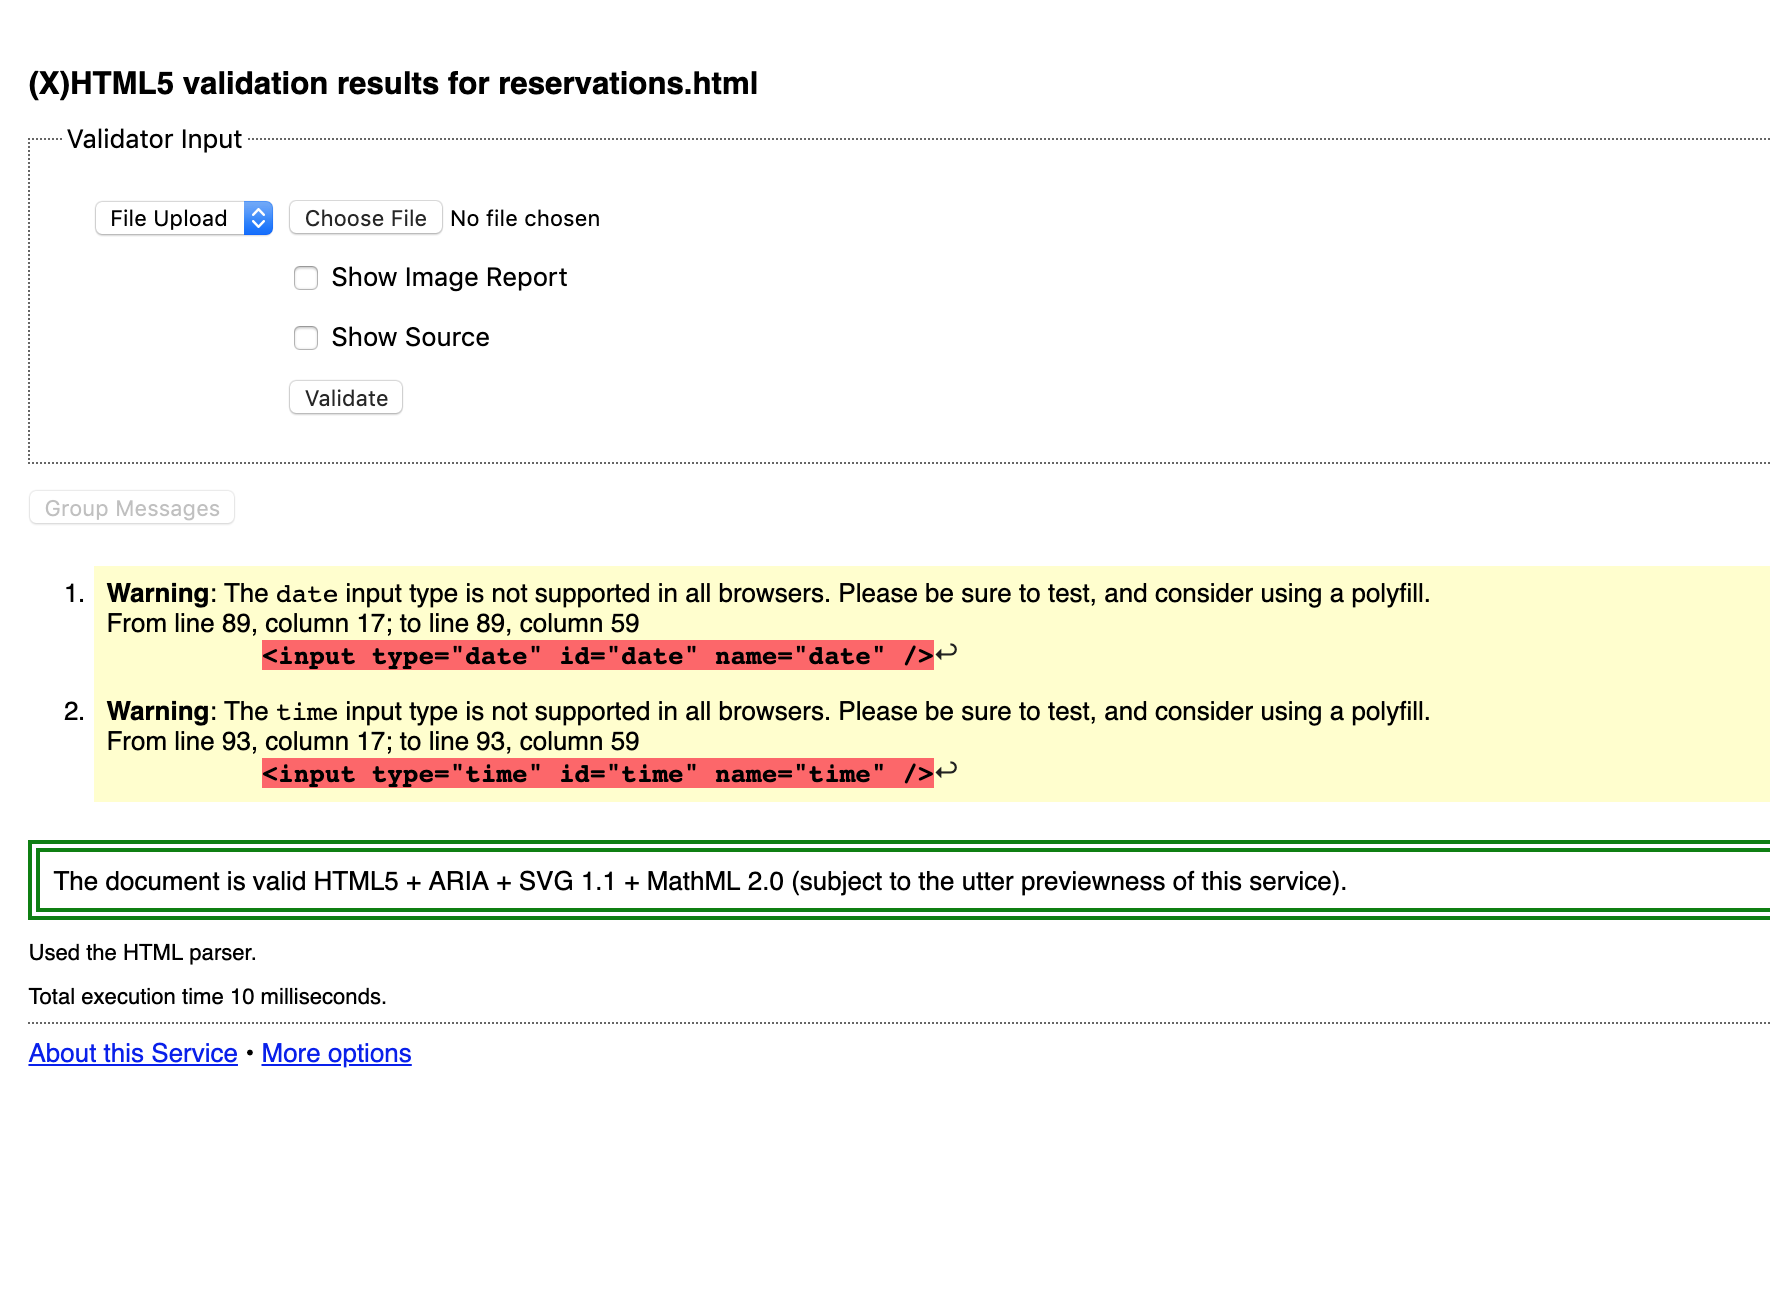 (X)HTML5 validation results for reservations.html
Validator Input
File Upload Choose File No file chosen
Show Image Report
Show Source
Validate
Group Messages
1. Warning: The date input type is not supported in all browsers. Please be sure to test, and consider using a polyfill.
From line 89, column 17; to line 89, column 59
<input type="date" id="date" name="date" />↩
2. Warning: The time input type is not supported in all browsers. Please be sure to test, and consider using a polyfill.
From line 93, column 17; to line 93, column 59
<input type="time" id="time" name="time" />↩
The document is valid HTML5 + ARIA + SVG 1.1 + MathML 2.0 (subject to the utter previewness of this service).
Used the HTML parser.
Total execution time 10 milliseconds.
About this Service • More options